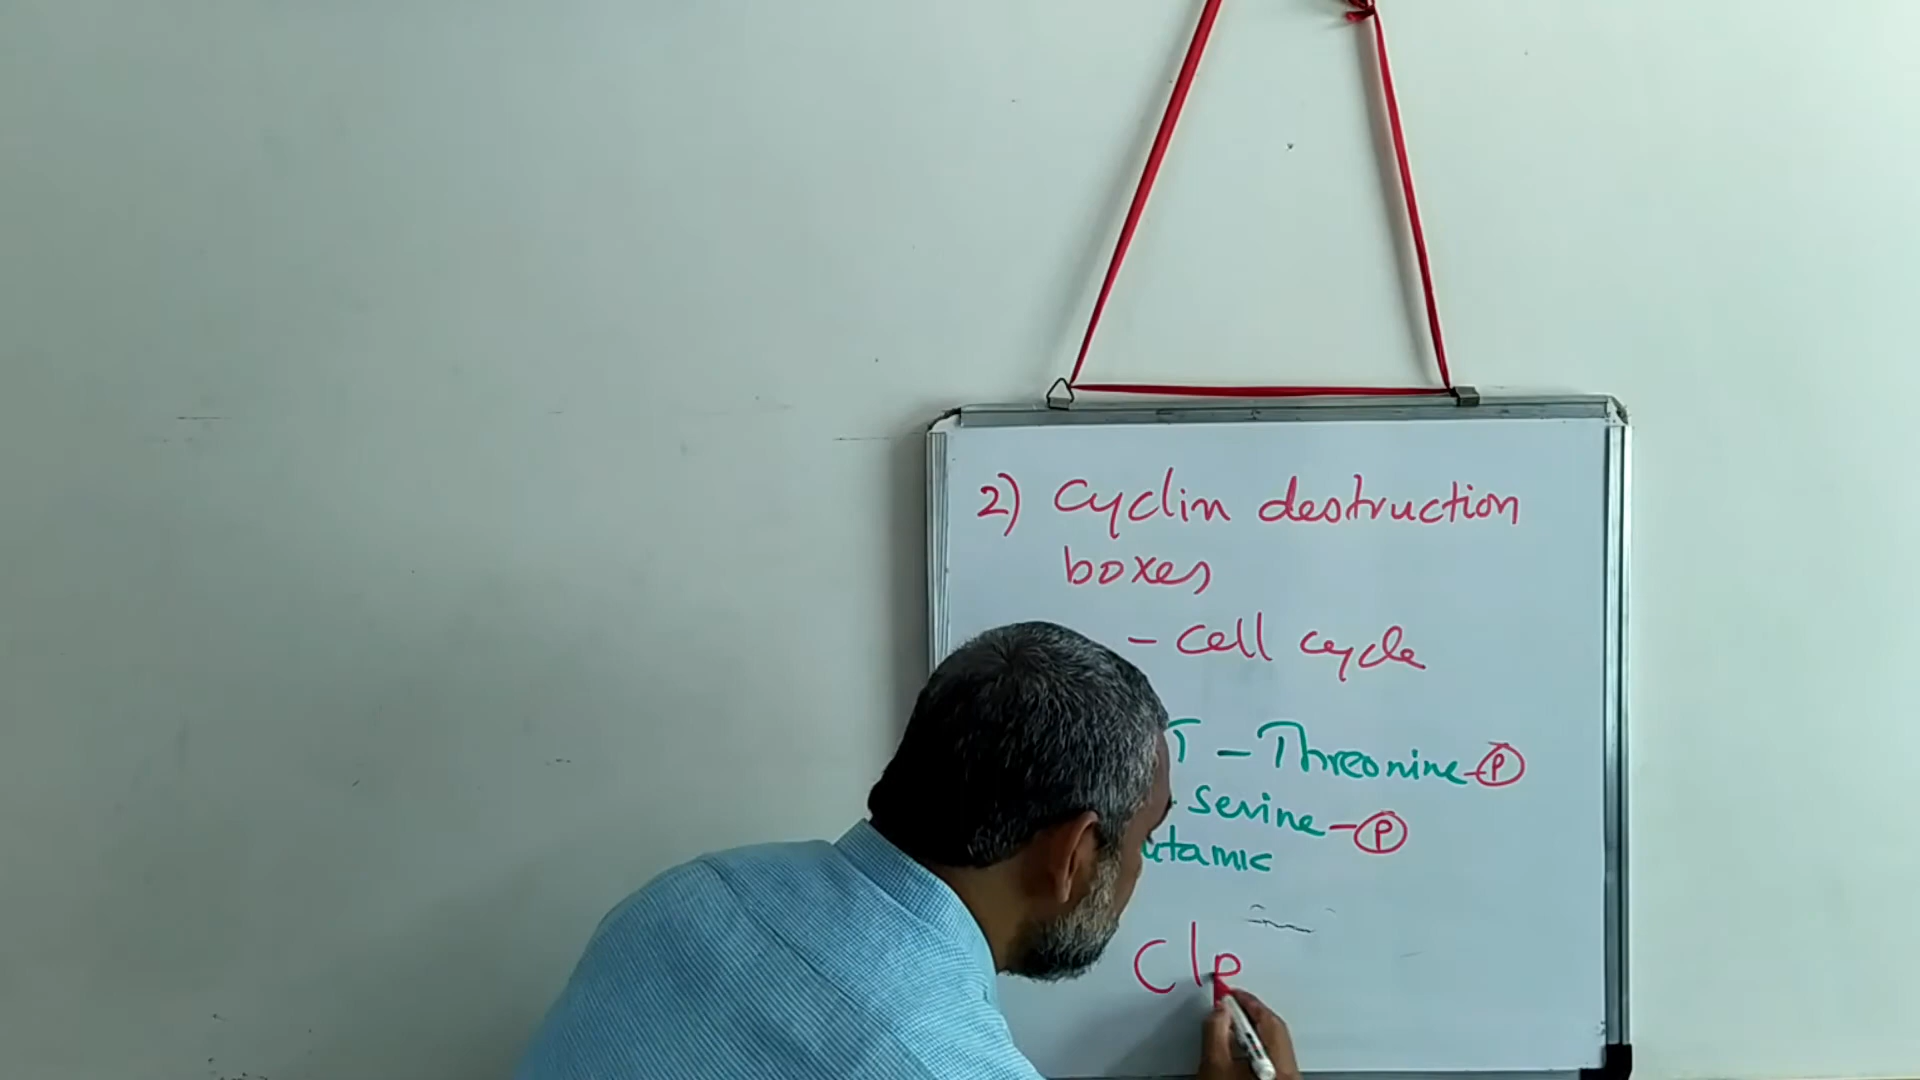 2) Cyclin destruction
boxes
- Cell cycle
T - Threonine - P
serine - P
utamic
Clp